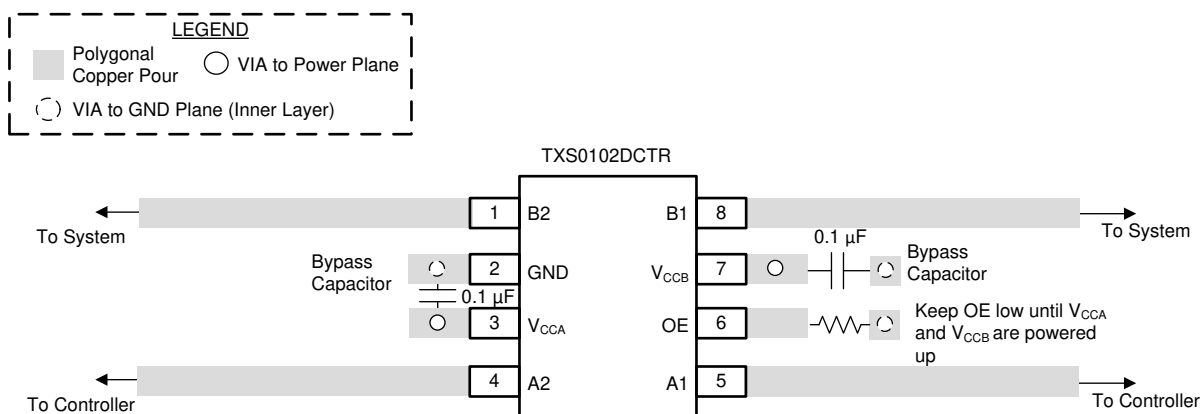 LEGEND
Polygonal
Copper Pour
VIA to Power Plane
VIA to GND Plane (Inner Layer)
TXS0102DCTR
1
B2
B1
8
To System
To System
Bypass
Capacitor
2
GND
0.1 µF
3
VCCA
VCCB
7
0.1 µF
Bypass
Capacitor
OE
6
Keep OE low until VCCA
and VCCB are powered
up
4
A2
A1
5
To Controller
To Controller